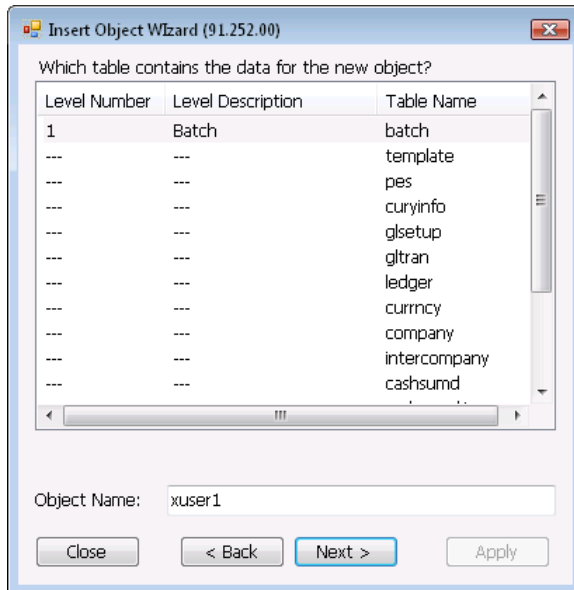 Insert Object WIzard (91.252.00)
Which table contains the data for the new object?
Level Number Level Description Table Name
1 Batch batch
--- --- template
--- --- pes
--- --- curyinfo
--- --- glsetup
--- --- gltran
--- --- ledger
--- --- currncy
--- --- company
--- --- intercompany
--- --- cashsumd
Object Name: xuser1
Close < Back Next > Apply